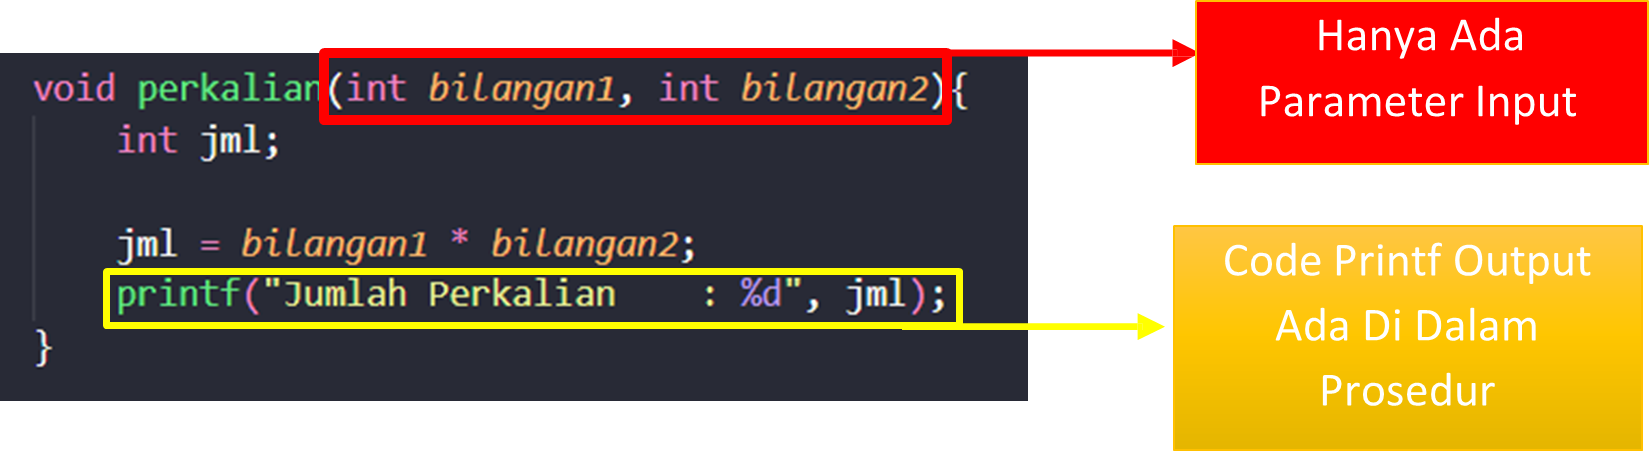 void perkalian(int bilangan1, int bilangan2){
int jml;
jml = bilangan1 * bilangan2;
printf("Jumlah Perkalian    : %d", jml);
}
Hanya Ada
Parameter Input
Code Printf Output
Ada Di Dalam
Prosedur